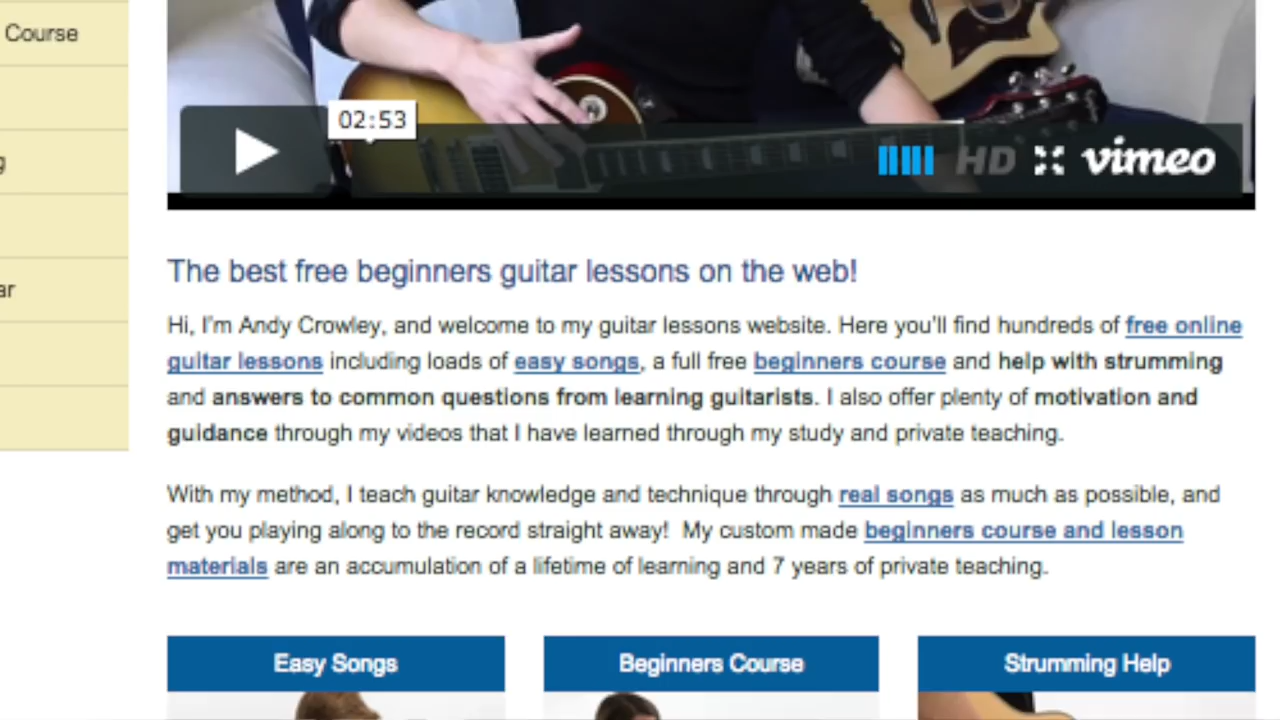 Course
02:53
HD vimeo
The best free beginners guitar lessons on the web!
Hi, I'm Andy Crowley, and welcome to my guitar lessons website. Here you'll find hundreds of free online
guitar lessons including loads of easy songs, a full free beginners course and help with strumming
and answers to common questions from learning guitarists. I also offer plenty of motivation and
guidance through my videos that I have learned through my study and private teaching.
With my method, I teach guitar knowledge and technique through real songs as much as possible, and
get you playing along to the record straight away! My custom made beginners course and lesson
materials are an accumulation of a lifetime of learning and 7 years of private teaching.
Easy Songs
Beginners Course
Strumming Help